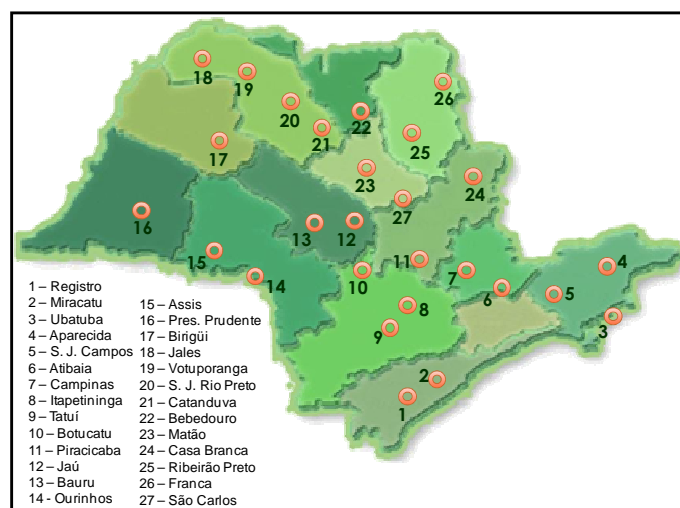 18
19
20
21
22
26
25
17
23
24
27
16
13
12
15
14
10
11
7
6
5
4
3
8
9
2
1
1 – Registro
2 – Miracatu
3 – Ubatuba
4 – Aparecida
5 – S. J. Campos
6 – Atibaia
7 – Campinas
8 – Itapetininga
9 – Tatuí
10 – Botucatu
11 – Piracicaba
12 – Jaú
13 – Bauru
14 - Ourinhos
15 – Assis
16 – Pres. Prudente
17 – Birigüi
18 – Jales
19 – Votuporanga
20 – S. J. Rio Preto
21 – Catanduva
22 – Bebedouro
23 – Matão
24 – Casa Branca
25 – Ribeirão Preto
26 – Franca
27 – São Carlos